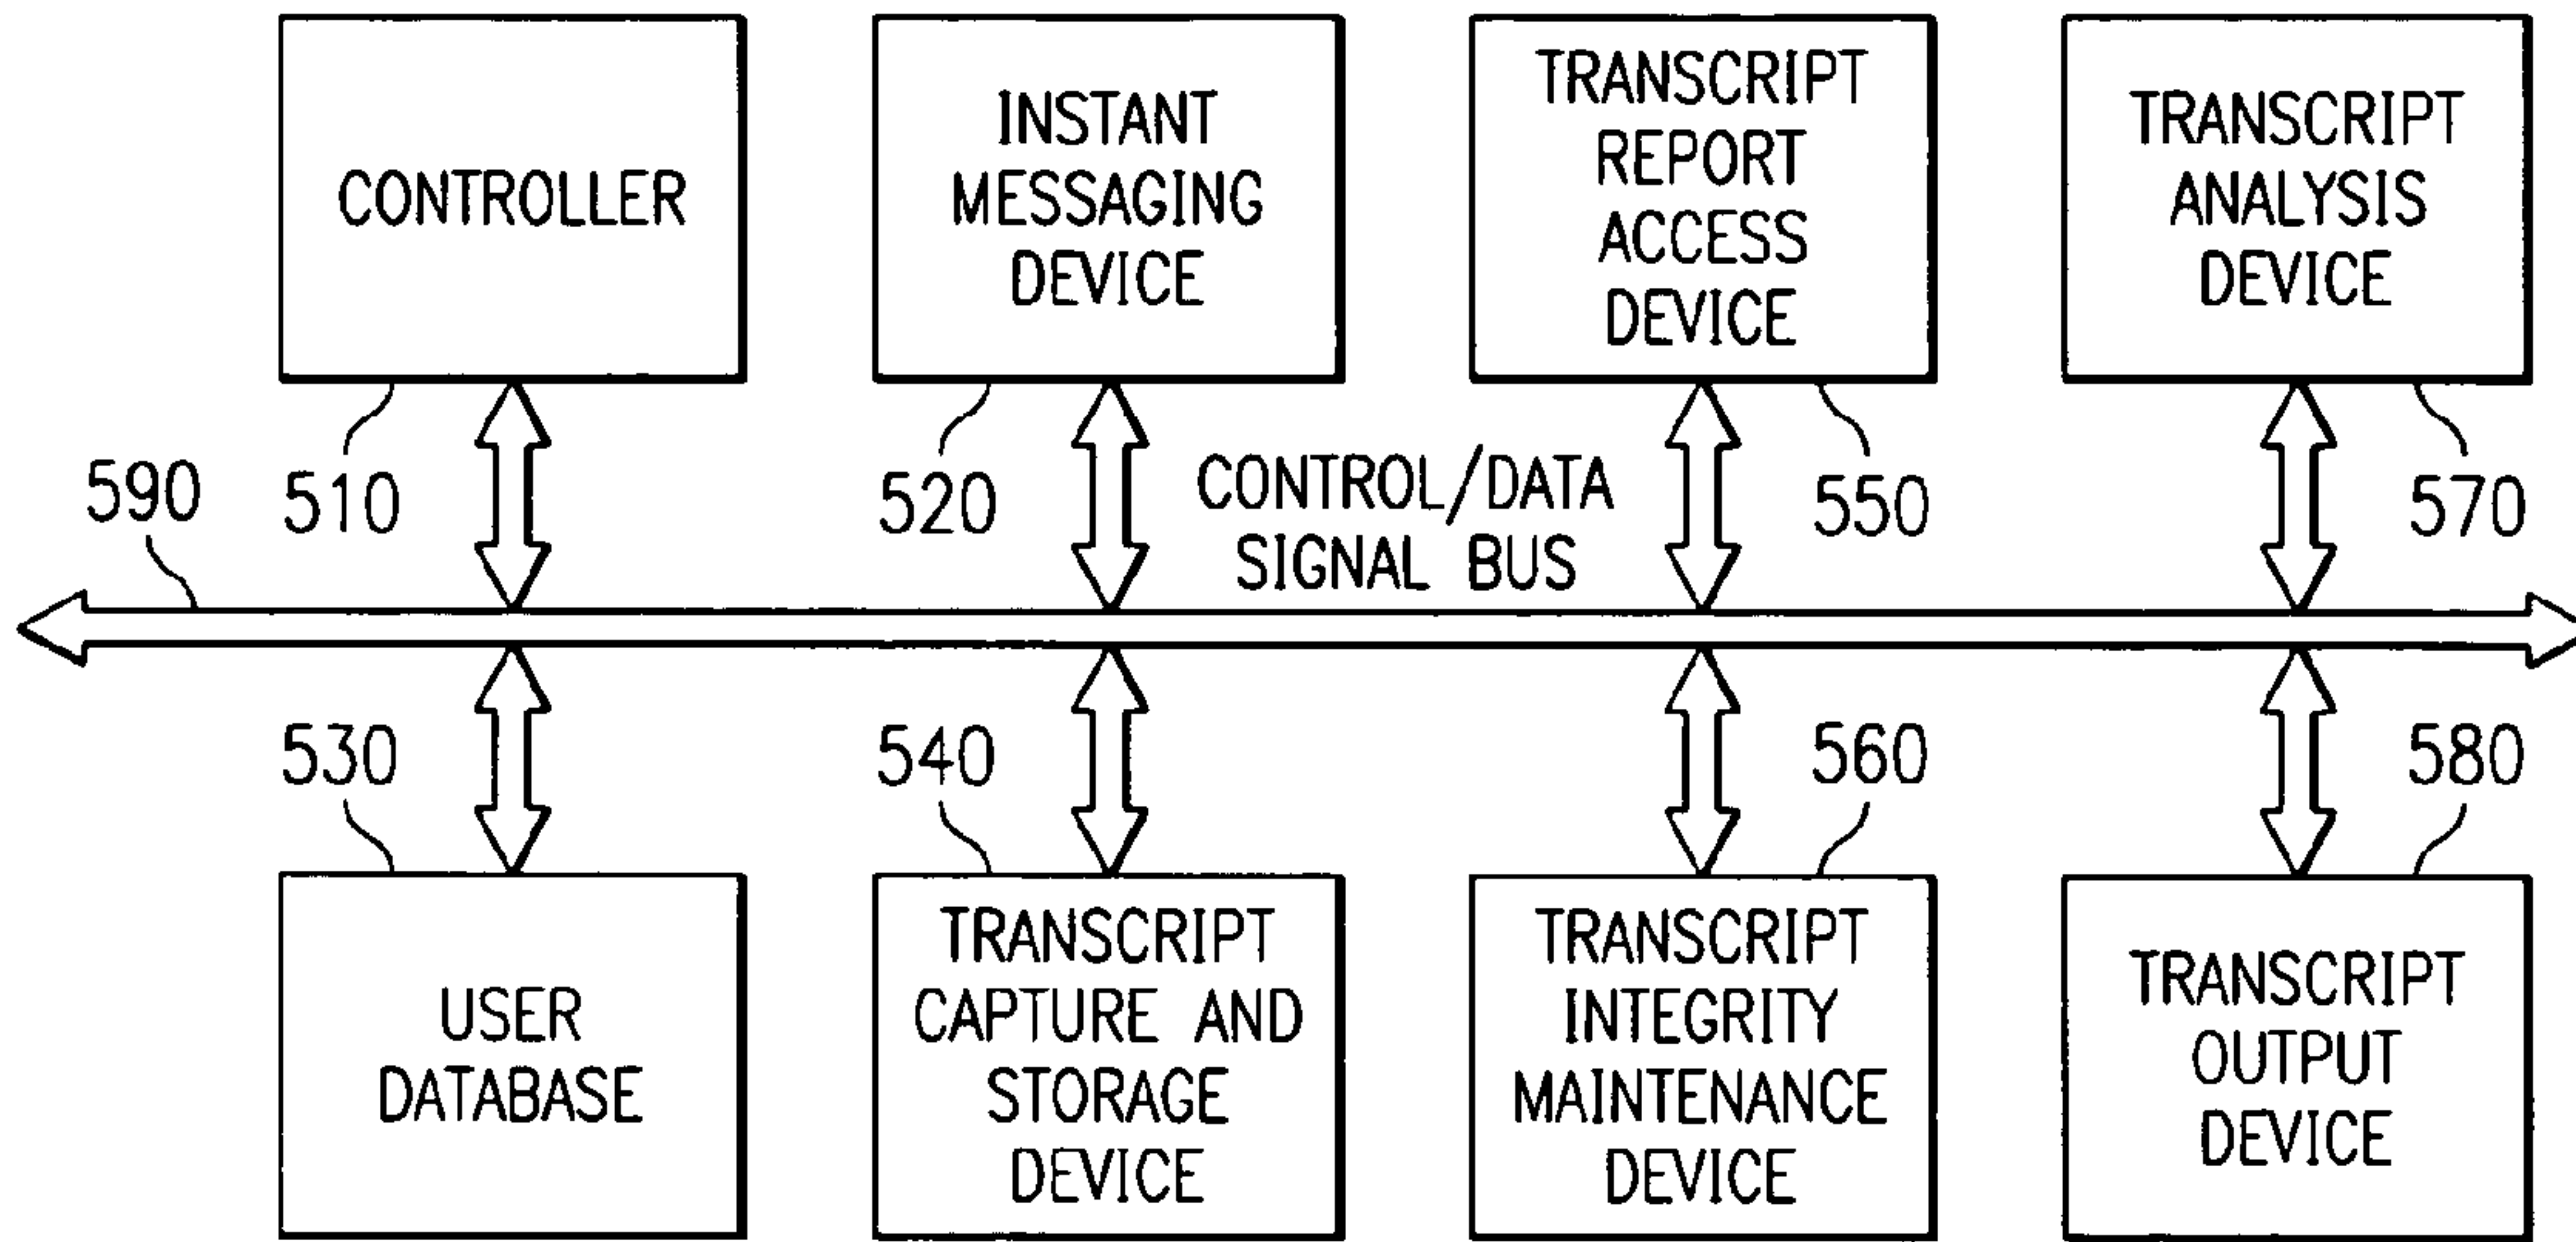 CONTROLLER
INSTANT
MESSAGING
DEVICE
TRANSCRIPT
REPORT
ACCESS
DEVICE
TRANSCRIPT
ANALYSIS
DEVICE
510
520
550
570
590
CONTROL/DATA
SIGNAL BUS
530
540
560
580
USER
DATABASE
TRANSCRIPT
CAPTURE AND
STORAGE
DEVICE
TRANSCRIPT
INTEGRITY
MAINTENANCE
DEVICE
TRANSCRIPT
OUTPUT
DEVICE